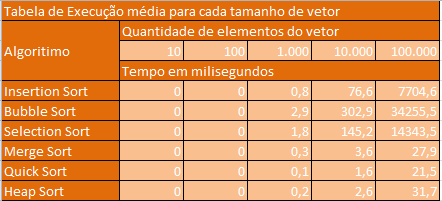 Tabela de Execução média para cada tamanho de vetor
Algoritimo
Quantidade de elementos do vetor
10 100 1.000 10.000 100.000
Tempo em milisegundos
Insertion Sort 0 0 0,8 76,6 7704,6
Bubble Sort 0 0 2,9 302,9 34255,5
Selection Sort 0 0 1,8 145,2 14343,5
Merge Sort 0 0 0,3 3,6 27,9
Quick Sort 0 0 0,1 1,6 21,5
Heap Sort 0 0 0,2 2,6 31,7